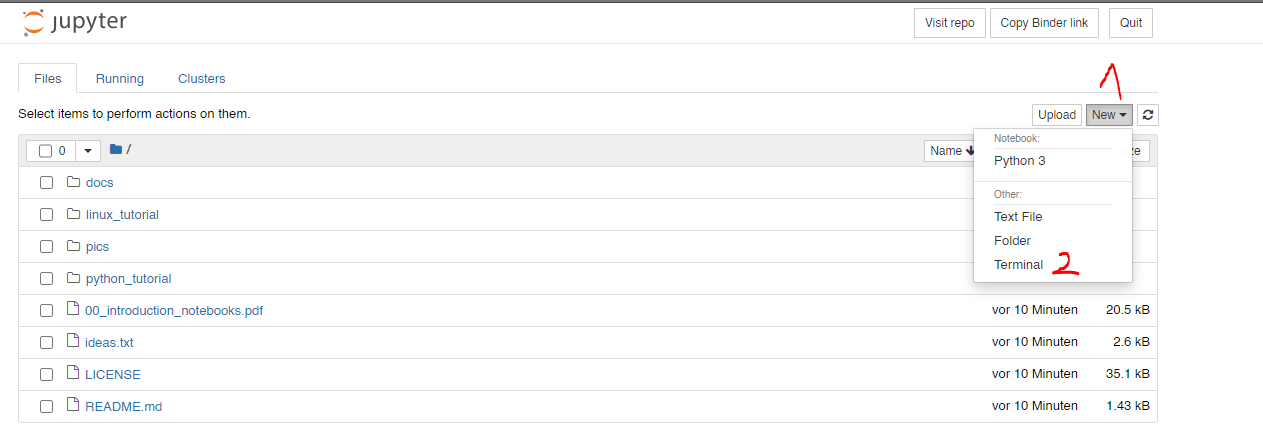 jupyter Visit repo Copy Binder link Quit
Files Running Clusters
1
Select items to perform actions on them. Upload New
0 / Name ze
Notebook:
Python 3
Other:
Text File
Folder
Terminal 2
docs
linux_tutorial
pics
python_tutorial
00_introduction_notebooks.pdf vor 10 Minuten 20.5 kB
ideas.txt vor 10 Minuten 2.6 kB
LICENSE vor 10 Minuten 35.1 kB
README.md vor 10 Minuten 1.43 kB